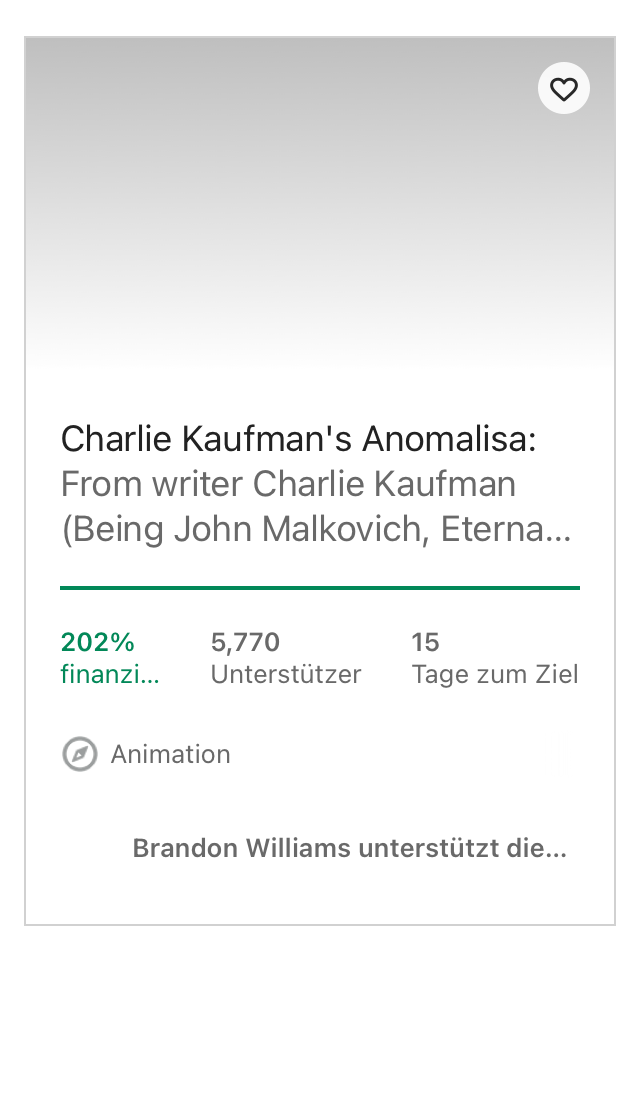 Charlie Kaufman's Anomalisa:
From writer Charlie Kaufman
(Being John Malkovich, Eterna...
202%
finanzi...
5,770
Unterstützer
15
Tage zum Ziel
Animation
Brandon Williams unterstützt die...